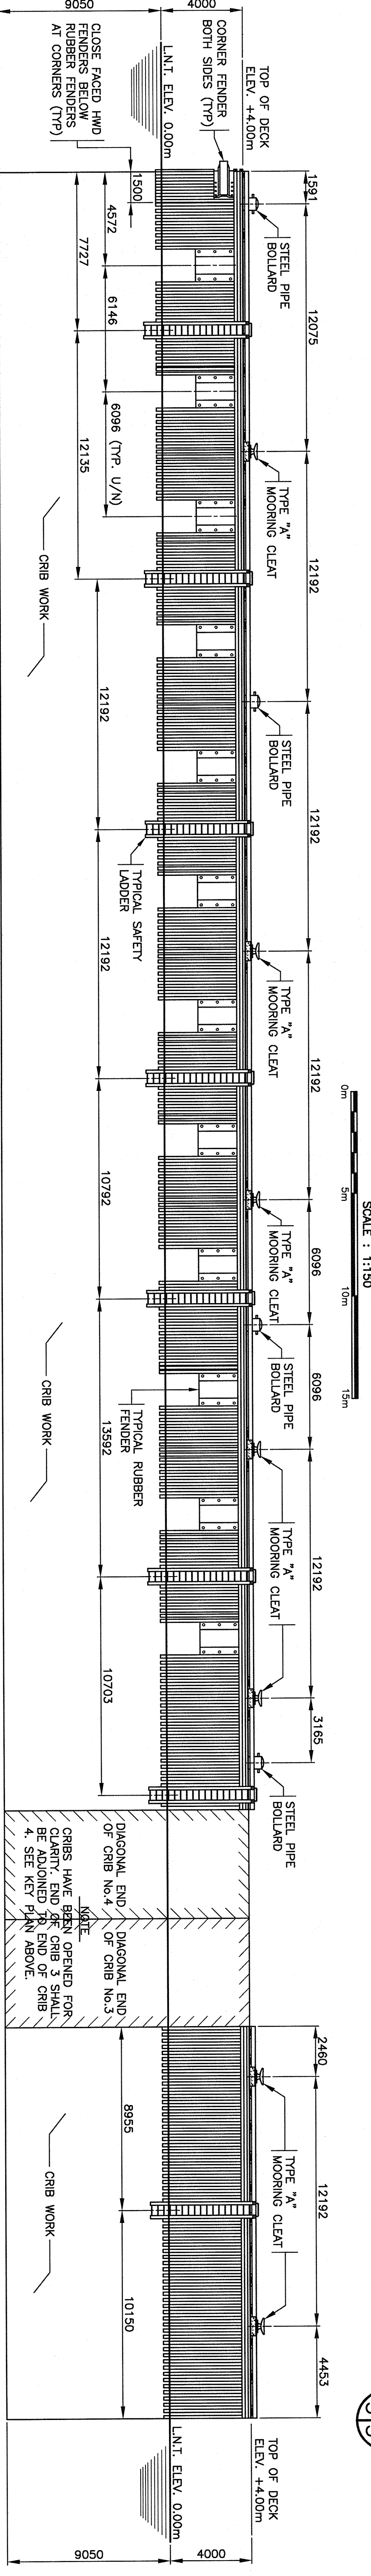 SCALE : 1:150
0m
5m
10m
15m
TOP OF DECK
ELEV. +4.00m
1591
12075
12192
12192
12192
6096
6096
12192
3165
2460
12192
4453
TOP OF DECK
ELEV. +4.00m
CORNER FENDER
BOTH SIDES (TYP)
STEEL PIPE
BOLLARD
TYPE "A"
MOORING CLEAT
STEEL PIPE
BOLLARD
TYPE "A"
MOORING CLEAT
TYPE "A"
MOORING CLEAT
STEEL PIPE
BOLLARD
TYPE "A"
MOORING CLEAT
STEEL PIPE
BOLLARD
TYPE "A"
MOORING CLEAT
4000
9050
L.N.T. ELEV. 0.00m
L.N.T. ELEV. 0.00m
4000
9050
CLOSE FACED HWD
FENDERS BELOW
RUBBER FENDERS
AT CORNERS (TYP)
1500
4572
6146
6096 (TYP. U/N)
7727
12135
12192
12192
10792
13592
10703
8955
10150
TYPICAL SAFETY
LADDER
TYPICAL RUBBER
FENDER
CRIB WORK
CRIB WORK
CRIB WORK
DIAGONAL END
OF CRIB No.4
DIAGONAL END
OF CRIB No.3
NOTE
CRIBS HAVE BEEN OPENED FOR
CLARITY. END OF CRIB 3 SHALL
BE ADJOINED TO END OF CRIB
4. SEE KEY PLAN ABOVE.